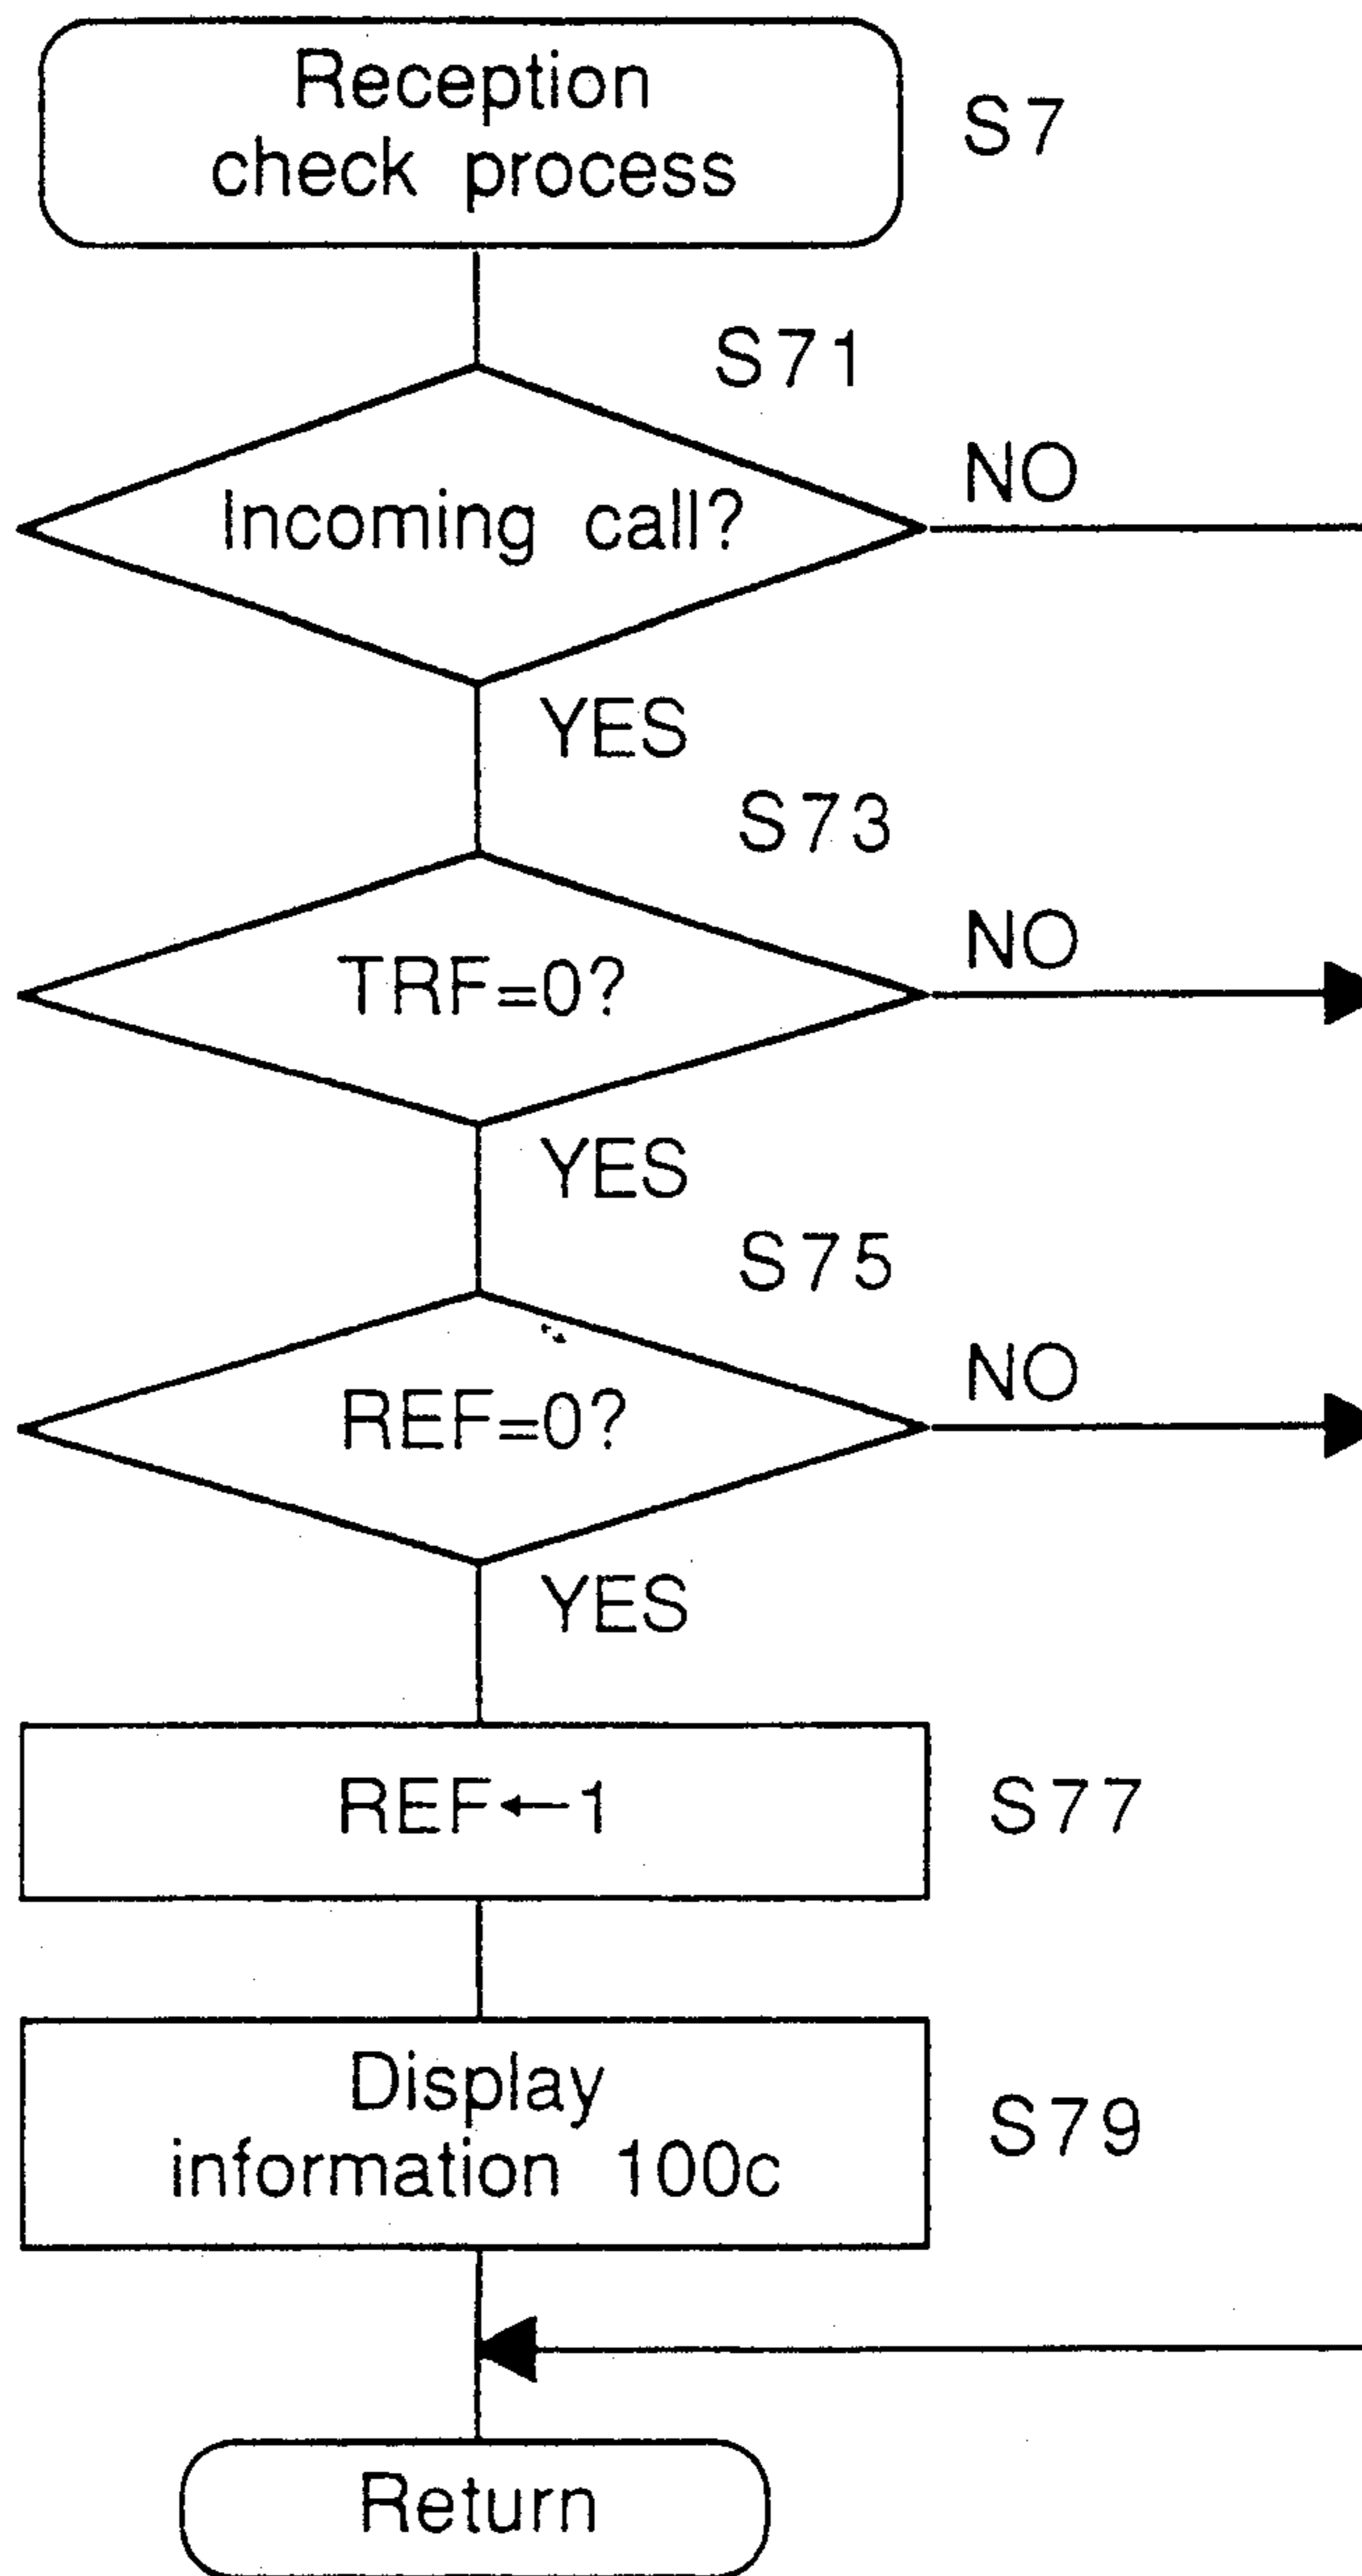 Reception
check process
S7
S71
Incoming call?
NO
YES
S73
TRF=0?
NO
YES
S75
REF=0?
NO
YES
REF←1
S77
Display
information 100c
S79
Return